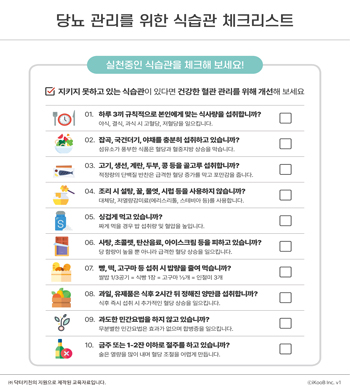 당뇨 관리를 위한 식습관 체크리스트
실천중인 식습관을 체크해 보세요!
지키지 못하고 있는 식습관이 있다면 건강한 혈관 관리를 위해 개선해 보세요
01. 하루 3끼 규칙적으로 본인에게 맞는 식사량을 섭취합니까?
야식, 결식, 과식 시 고혈당, 저혈당을 일으킵니다.
02. 잡곡, 국건더기, 야채를 충분히 섭취하고 있습니까?
섬유소가 풍부한 식품은 혈당과 혈중지방 상승을 막습니다.
03. 고기, 생선, 계란, 두부, 콩 등을 골고루 섭취합니까?
적정량의 단백질 반찬은 급격한 혈당 증가를 막고 포만감을 줍니다.
04. 조리 시 설탕, 꿀, 물엿, 시럽 등을 사용하지 않습니까?
대체당, 저열량감미료(에리스리톨, 스테비아 등)를 사용합니다.
05. 싱겁게 먹고 있습니까?
짜게 먹을 경우 밥 섭취량 및 혈압을 높입니다.
06. 사탕, 초콜렛, 탄산음료, 아이스크림 등을 피하고 있습니까?
당 함량이 높을 뿐 아니라 급격한 혈당 상승을 일으킵니다.
07. 빵, 떡, 고구마 등 섭취 시 밥량을 줄여 먹습니까?
쌀밥 1/3공기 = 식빵 1장 = 고구마 ½개 = 인절미 3개
08. 과일, 유제품은 식후 2시간 뒤 정해진 양만큼 섭취합니까?
식후 즉시 섭취 시 추가적인 혈당 상승을 일으킵니다.
09. 과도한 민간요법을 하지 않고 있습니까?
무분별한 민간요법은 효과가 없으며 합병증을 일으킵니다.
10. 금주 또는 1-2잔 이하로 절주를 하고 있습니까?
술은 열량을 많이 내며 혈당 조절을 어렵게 만듭니다.
닥터키친의 지원으로 제작된 교육자료입니다.